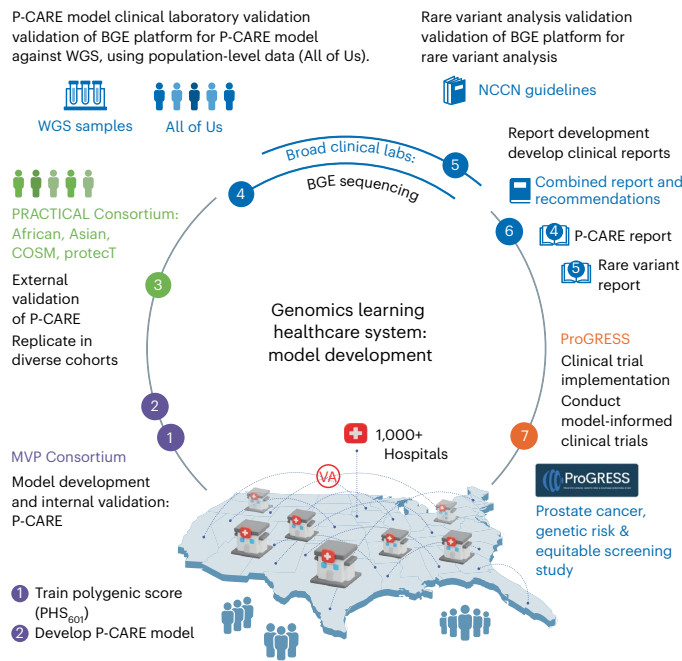 P-CARE model clinical laboratory validation
validation of BGE platform for P-CARE model
against WGS, using population-level data (All of Us).
WGS samples
All of Us
Rare variant analysis validation
validation of BGE platform for
rare variant analysis
NCCN guidelines
Broad clinical labs:
BGE sequencing
4
5
Report development
develop clinical reports
Combined report and
recommendations
6
4
P-CARE report
5
Rare variant
report
PRACTICAL Consortium:
African, Asian,
COSM, protecT
3
External
validation
of P-CARE
Replicate in
diverse cohorts
Genomics learning
healthcare system:
model development
ProGRESS
Clinical trial
implementation
Conduct
model-informed
clinical trials
7
ProGRESS
Prostate cancer,
genetic risk &
equitable screening
study
2
1
MVP Consortium
Model development
and internal validation:
P-CARE
1,000+
Hospitals
VA
1 Train polygenic score
(PHS601)
2 Develop P-CARE model